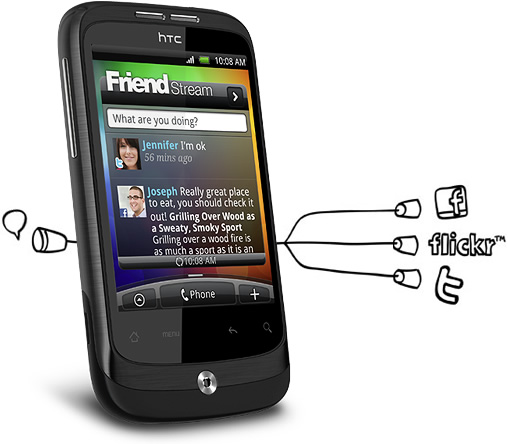 hTC
10:08 AM
Friend Stream
What are you doing?
Jennifer I'm ok
56 mins ago
Joseph Really great place
to eat, you should check it
out! Grilling Over Wood as
a Sweaty, Smoky Sport
Grilling over a wood fire is
as much a sport as it is an
10:08 AM
Phone
MENU
f
flickr™
t